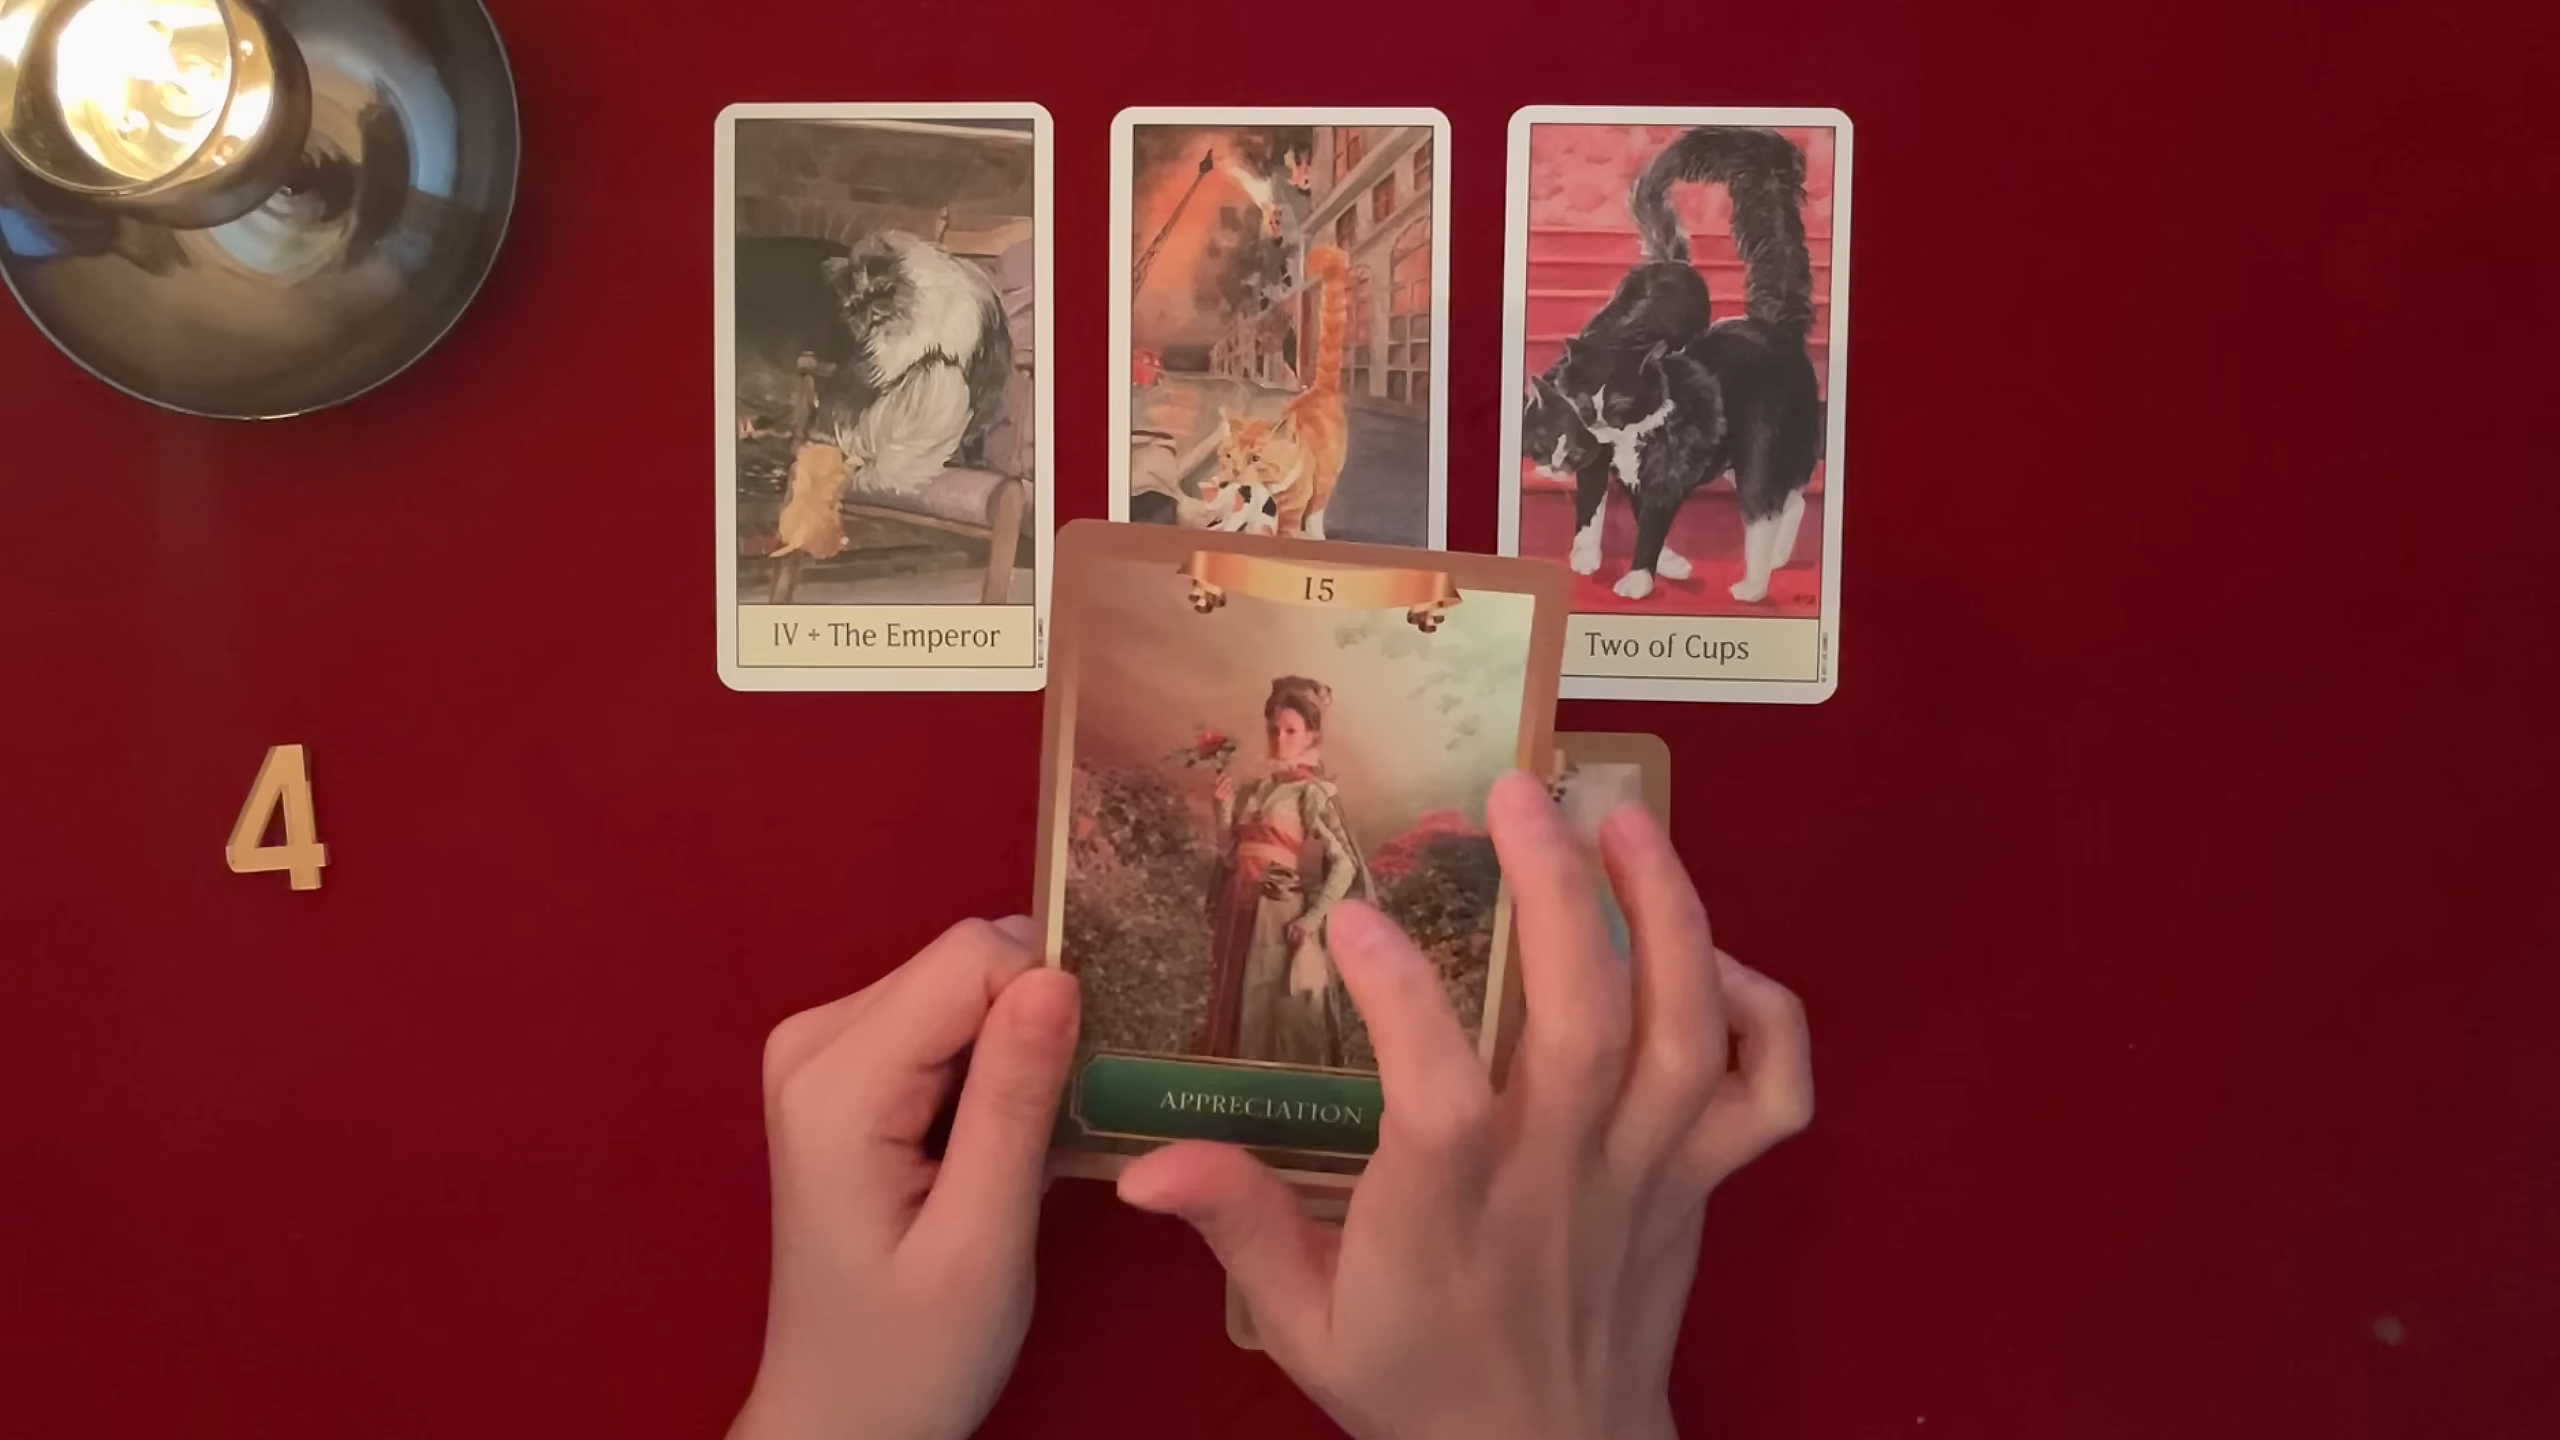 IV + The Emperor
Two of Cups
15
4
APPRECIATION